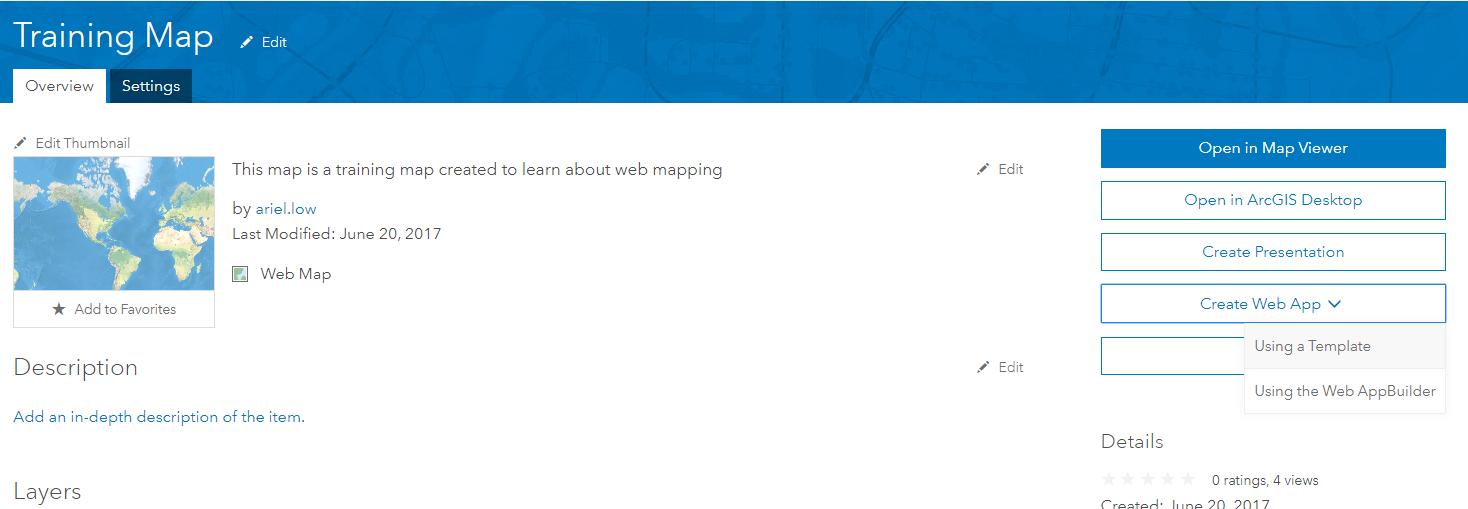 Training Map
Edit
Overview
Settings
Edit Thumbnail
This map is a training map created to learn about web mapping
Edit
by ariel.low
Last Modified: June 20, 2017
Web Map
Add to Favorites
Description
Edit
Add an in-depth description of the item.
Layers
Open in Map Viewer
Open in ArcGIS Desktop
Create Presentation
Create Web App
Using a Template
Using the Web AppBuilder
Details
0 ratings, 4 views
Created: June 20, 2017